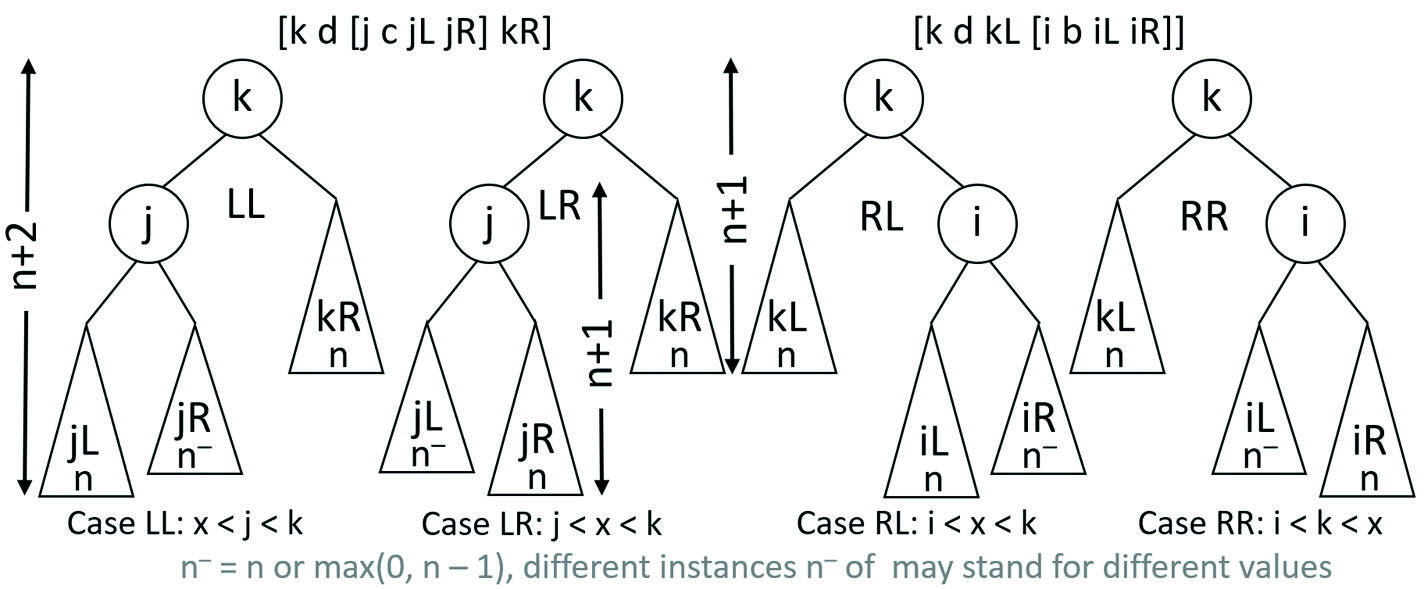 [k d [j c jL jR] kR]
[k d kL [i b iL iR]]
k
k
k
k
n+2
j
LL
j
LR
n+1
RL
i
RR
i
kR
n
n+1
kR
n
kL
n
kL
n
jL
n
jR
n–
jL
n–
jR
n
iL
n
iR
n–
iL
n–
iR
n
Case LL: x < j < k
Case LR: j < x < k
Case RL: i < x < k
Case RR: i < k < x
n– = n or max(0, n – 1), different instances n– of may stand for different values